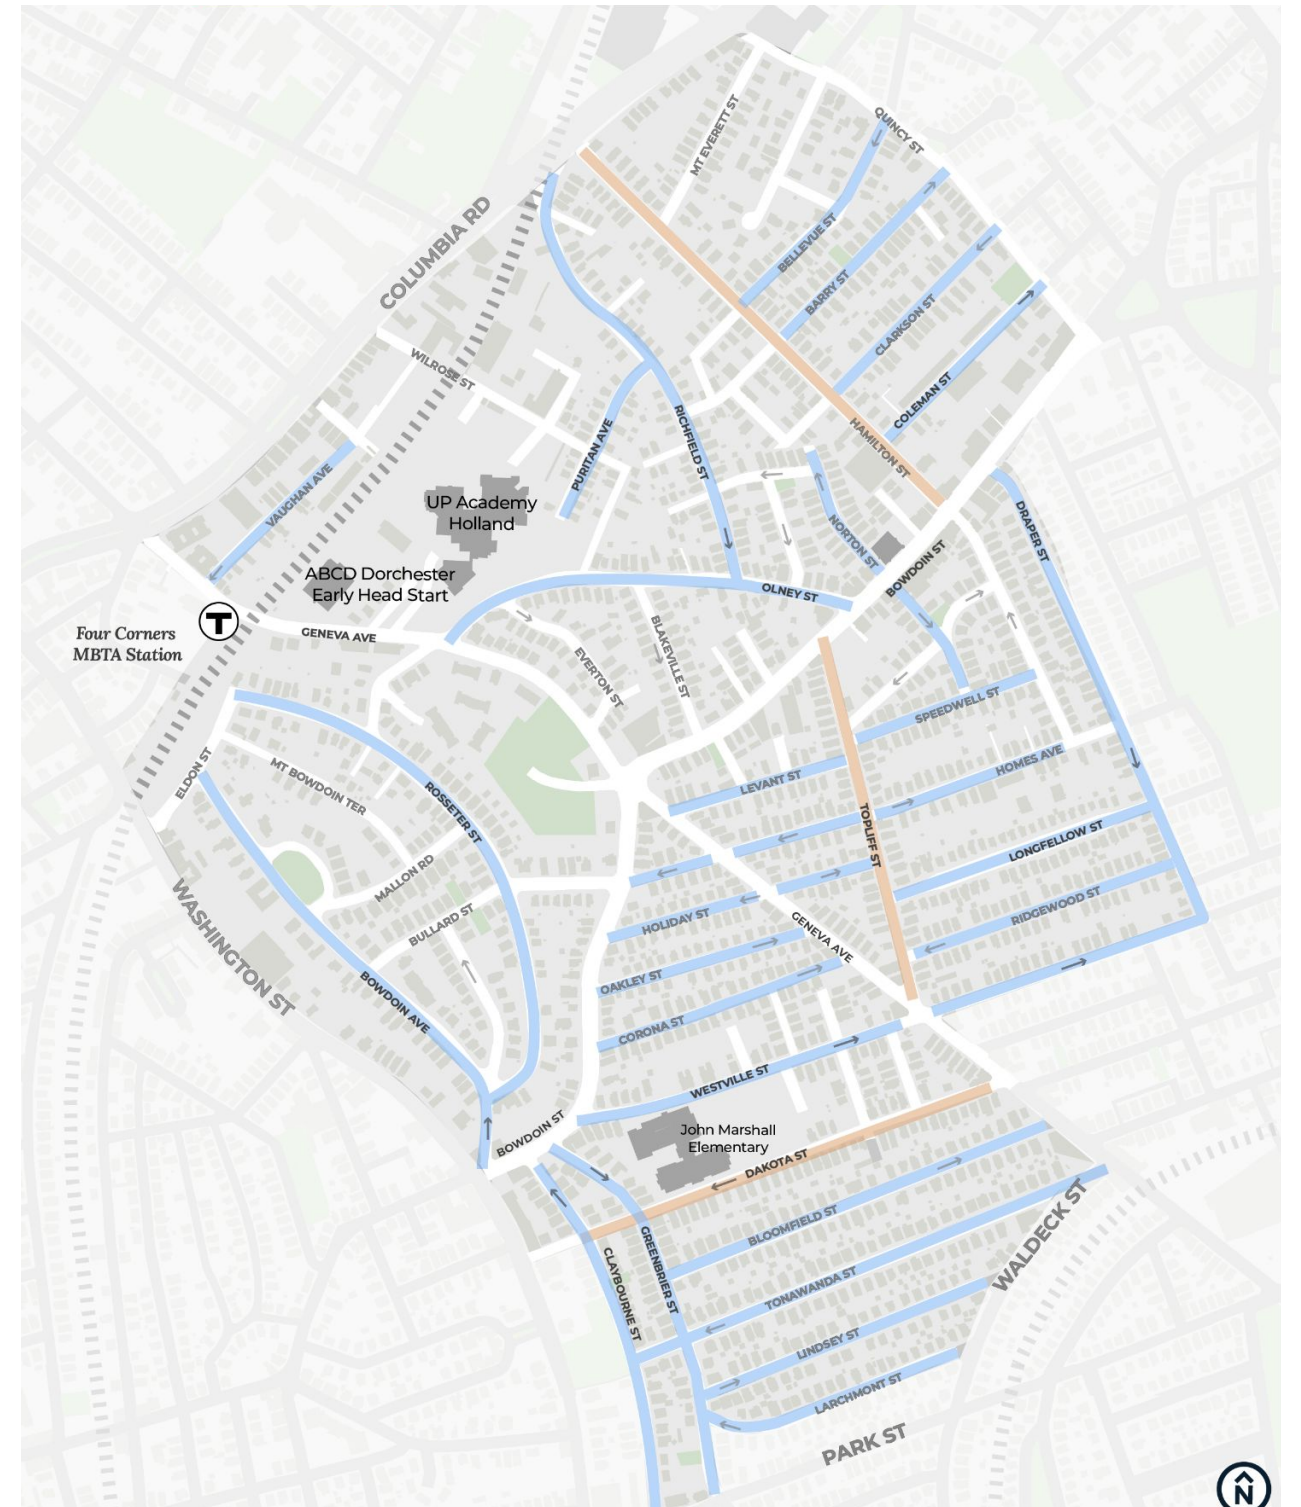 QUINCY ST
MT EVERETT ST
COLUMBIA RD
BELLEVUE ST
BARRY ST
CLARKSON ST
WILROSE ST
COLEMAN ST
RICHFIELD ST
HAMILTON ST
PURITAN AVE
VAUGHAN AVE
UP Academy
Holland
NORTON ST
DRAPER ST
BOWDOIN ST
ABCD Dorchester
Early Head Start
OLNEY ST
T
Four Corners
MBTA Station
GENEVA AVE
BLAKEVILLE ST
EVERTON ST
SPEEDWELL ST
ELDON ST
MT BOWDOIN TER
ROSSETER ST
LEVANT ST
HOMES AVE
TOPLIFF ST
LONGFELLOW ST
MALLON RD
WASHINGTON ST
BULLARD ST
HOLIDAY ST
GENEVA AVE
RIDGEWOOD ST
OAKLEY ST
BOWDOIN AVE
CORONA ST
WESTVILLE ST
BOWDOIN ST
John Marshall
Elementary
DAKOTA ST
BLOOMFIELD ST
WALDECK ST
GREENBRIER ST
CLAYBOURNE ST
TONAWANDA ST
LINDSEY ST
LARCHMONT ST
PARK ST
N